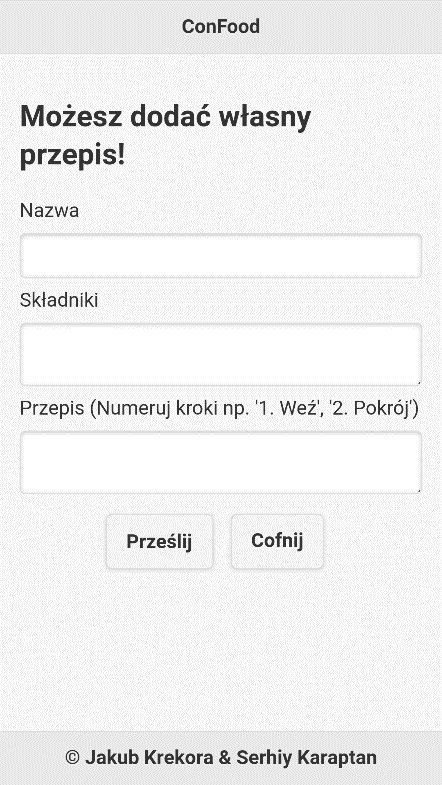 ConFood
Możesz dodać własny
przepis!
Nazwa
Składniki
Przepis (Numeruj kroki np. '1. Weź', '2. Pokrój')
Prześlij
Cofnij
© Jakub Krekora & Serhiy Karaptan